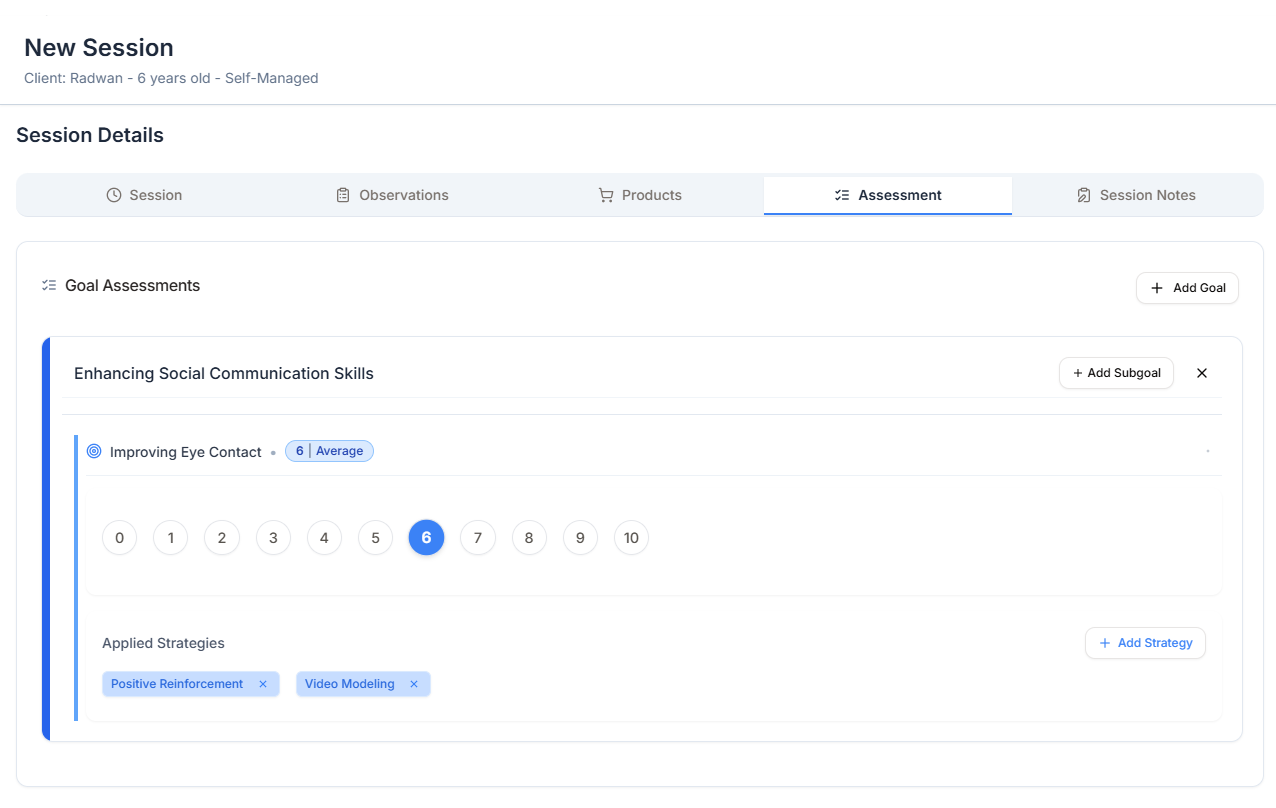 New Session
Client: Radwan - 6 years old - Self-Managed
Session Details
Session
Observations
Products
Assessment
Session Notes
Goal Assessments
+ Add Goal
Enhancing Social Communication Skills
+ Add Subgoal ×
Improving Eye Contact • 6 | Average
0 1 2 3 4 5 6 7 8 9 10
Applied Strategies
+ Add Strategy
Positive Reinforcement ×
Video Modeling ×